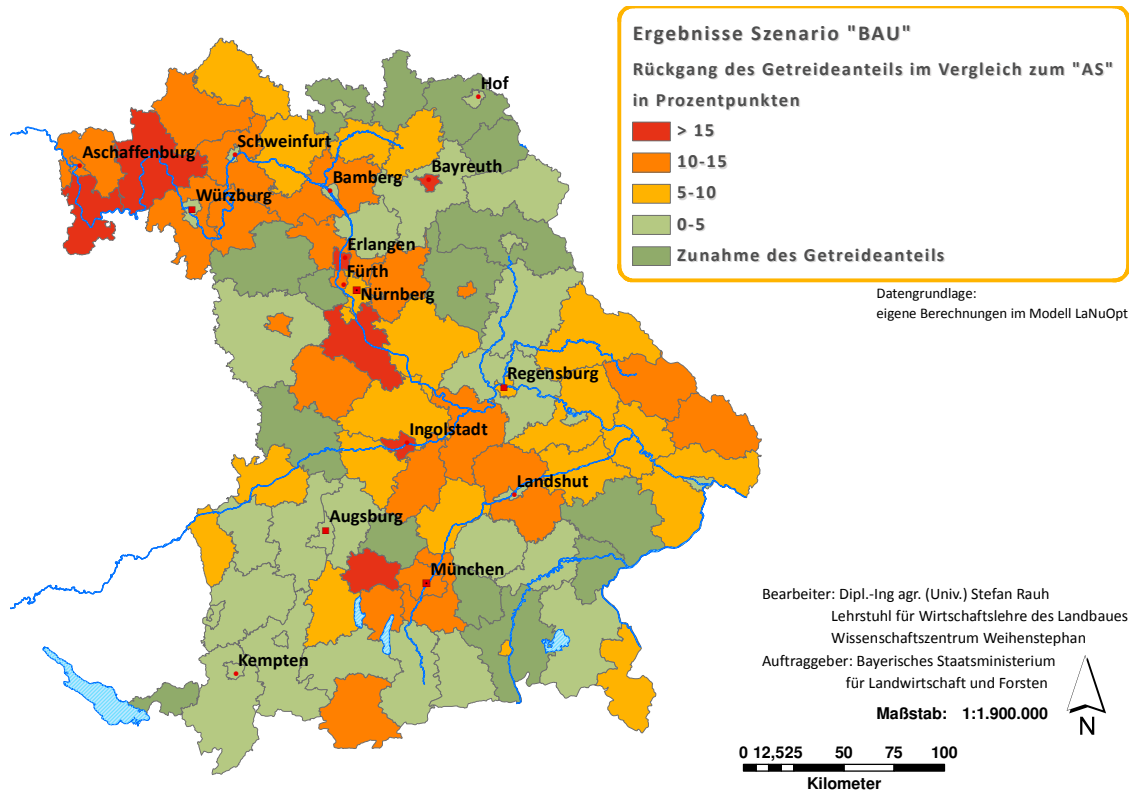 Ergebnisse Szenario "BAU"
Rückgang des Getreideanteils im Vergleich zum "AS"
in Prozentpunkten
> 15
10-15
5-10
0-5
Zunahme des Getreideanteils
Datengrundlage:
eigene Berechnungen im Modell LaNuOpt
Hof
Schweinfurt
Aschaffenburg
Bayreuth
Bamberg
Würzburg
Erlangen
Fürth
Nürnberg
Regensburg
Ingolstadt
Landshut
Augsburg
München
Kempten
Bearbeiter: Dipl.-Ing agr. (Univ.) Stefan Rauh
Lehrstuhl für Wirtschaftslehre des Landbaues
Wissenschaftszentrum Weihenstephan
Auftraggeber: Bayerisches Staatsministerium
für Landwirtschaft und Forsten
Maßstab: 1:1.900.000
N
0 12,525 50 75 100
Kilometer